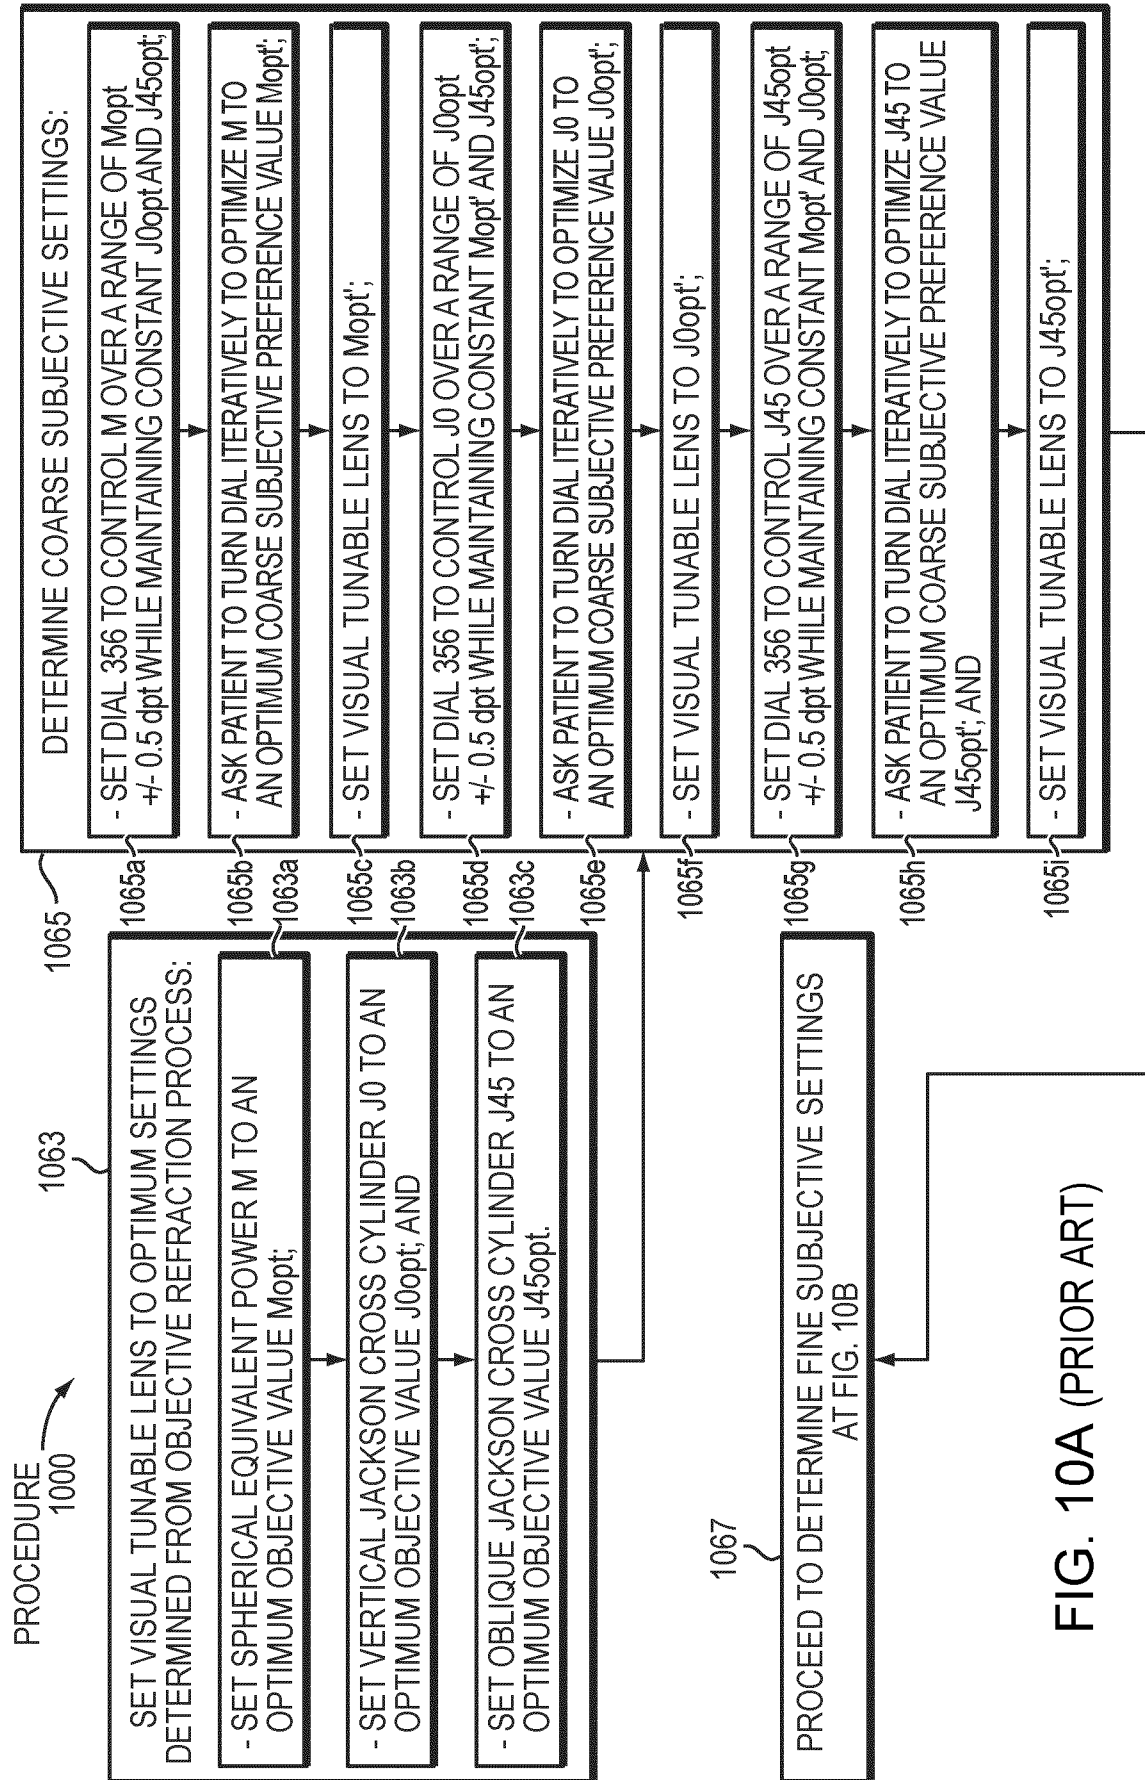 PROCEDURE
1000
1063
SET VISUAL TUNABLE LENS TO OPTIMUM SETTINGS
DETERMINED FROM OBJECTIVE REFRACTION PROCESS:
- SET SPHERICAL EQUIVALENT POWER M TO AN
OPTIMUM OBJECTIVE VALUE Mopt;
1063a
- SET VERTICAL JACKSON CROSS CYLINDER J0 TO AN
OPTIMUM OBJECTIVE VALUE J0opt; AND
1063b
- SET OBLIQUE JACKSON CROSS CYLINDER J45 TO AN
OPTIMUM OBJECTIVE VALUE J45opt.
1063c
1065
DETERMINE COARSE SUBJECTIVE SETTINGS:
- SET DIAL 356 TO CONTROL M OVER A RANGE OF Mopt
+/- 0.5 dpt WHILE MAINTAINING CONSTANT J0opt AND J45opt;
1065a
- ASK PATIENT TO TURN DIAL ITERATIVELY TO OPTIMIZE M TO
AN OPTIMUM COARSE SUBJECTIVE PREFERENCE VALUE Mopt';
1065b
- SET VISUAL TUNABLE LENS TO Mopt';
1065c
- SET DIAL 356 TO CONTROL J0 OVER A RANGE OF J0opt
+/- 0.5 dpt WHILE MAINTAINING CONSTANT Mopt' AND J45opt';
1065d
- ASK PATIENT TO TURN DIAL ITERATIVELY TO OPTIMIZE J0 TO
AN OPTIMUM COARSE SUBJECTIVE PREFERENCE VALUE J0opt';
1065e
- SET VISUAL TUNABLE LENS TO J0opt';
1065f
- SET DIAL 356 TO CONTROL J45 OVER A RANGE OF J45opt
+/- 0.5 dpt WHILE MAINTAINING CONSTANT Mopt' AND J0opt;
1065g
- ASK PATIENT TO TURN DIAL ITERATIVELY TO OPTIMIZE J45 TO
AN OPTIMUM COARSE SUBJECTIVE PREFERENCE VALUE
J45opt'; AND
1065h
- SET VISUAL TUNABLE LENS TO J45opt';
1065i
1067
PROCEED TO DETERMINE FINE SUBJECTIVE SETTINGS
AT FIG. 10B
FIG. 10A (PRIOR ART)